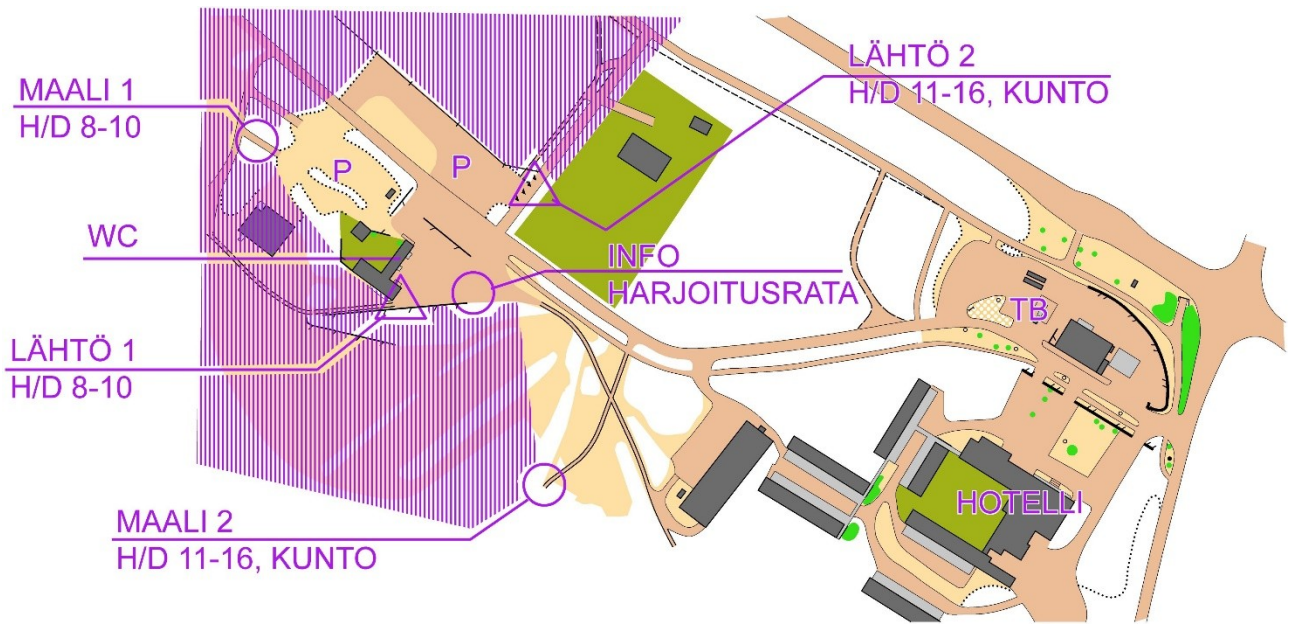 LÄHTÖ 2
H/D 11-16, KUNTO
MAALI 1
H/D 8-10
P
P
WC
INFO
HARJOITUSRATA
TB
LÄHTÖ 1
H/D 8-10
HOTELLI
MAALI 2
H/D 11-16, KUNTO